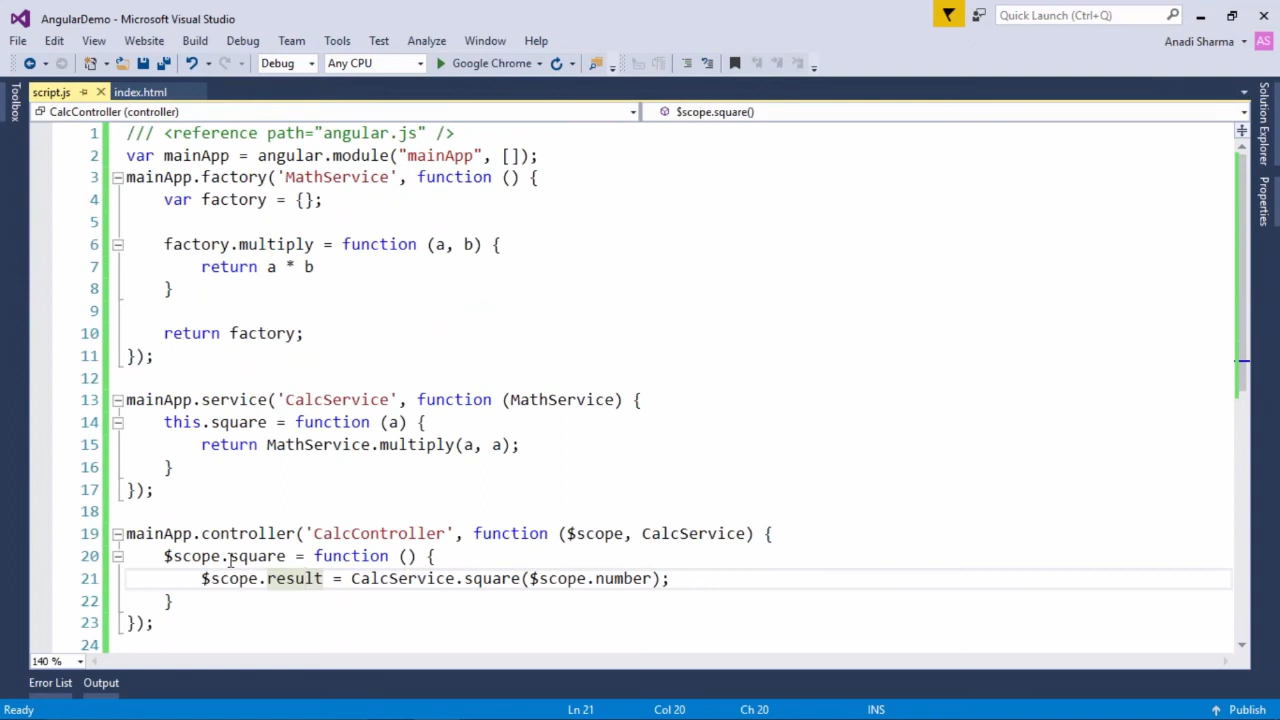 AngularDemo - Microsoft Visual Studio
Quick Launch (Ctrl+Q)
File Edit View Website Build Debug Team Tools Test Analyze Window Help
Anadi Sharma AS
Debug Any CPU Google Chrome
Toolbox
script.js index.html
CalcController (controller) $scope.square()
1 /// <reference path="angular.js" />
2 var mainApp = angular.module("mainApp", []);
3 mainApp.factory('MathService', function () {
4 var factory = {};
5
6 factory.multiply = function (a, b) {
7 return a * b
8 }
9
10 return factory;
11 });
12
13 mainApp.service('CalcService', function (MathService) {
14 this.square = function (a) {
15 return MathService.multiply(a, a);
16 }
17 });
18
19 mainApp.controller('CalcController', function ($scope, CalcService) {
20 $scope.square = function () {
21 $scope.result = CalcService.square($scope.number);
22 }
23 });
24
Solution Explorer
Properties
140 %
Error List Output
Ready Ln 21 Col 20 Ch 20 INS Publish